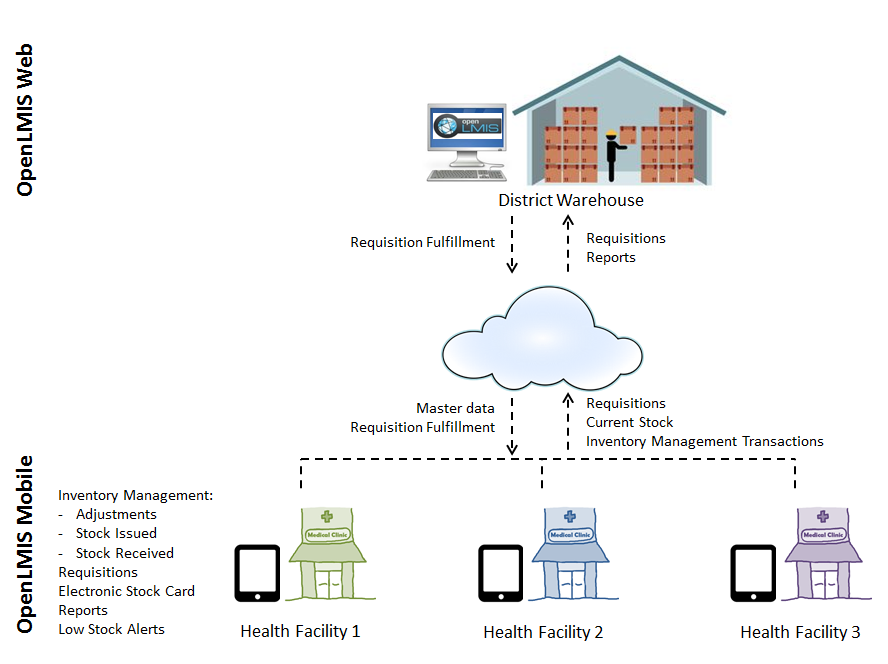 OpenLMIS Web
open
LMIS
District Warehouse
Requisition Fulfillment
Requisitions
Reports
Master data
Requisition Fulfillment
Requisitions
Current Stock
Inventory Management Transactions
OpenLMIS Mobile
Inventory Management:
- Adjustments
- Stock Issued
- Stock Received
Requisitions
Electronic Stock Card
Reports
Low Stock Alerts
Medical Clinic
Health Facility 1
Medical Clinic
Health Facility 2
Medical Clinic
Health Facility 3